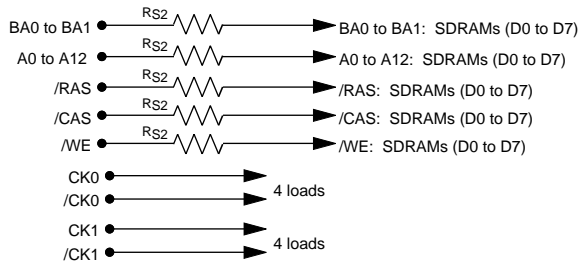 BA0 to BA1 RS2 BA0 to BA1: SDRAMs (D0 to D7)
A0 to A12 RS2 A0 to A12: SDRAMs (D0 to D7)
/RAS RS2 /RAS: SDRAMs (D0 to D7)
/CAS RS2 /CAS: SDRAMs (D0 to D7)
/WE RS2 /WE: SDRAMs (D0 to D7)
CK0
/CK0
4 loads
CK1
/CK1
4 loads